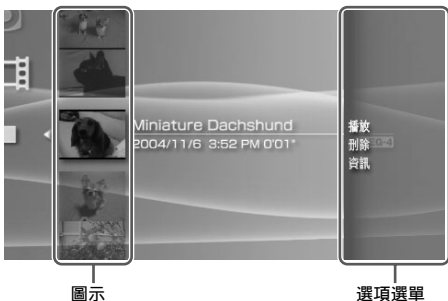 Miniature Dachshund
2004/11/6 3:52 PM 0'01"
播放
刪除
資訊
圖示
選項選單